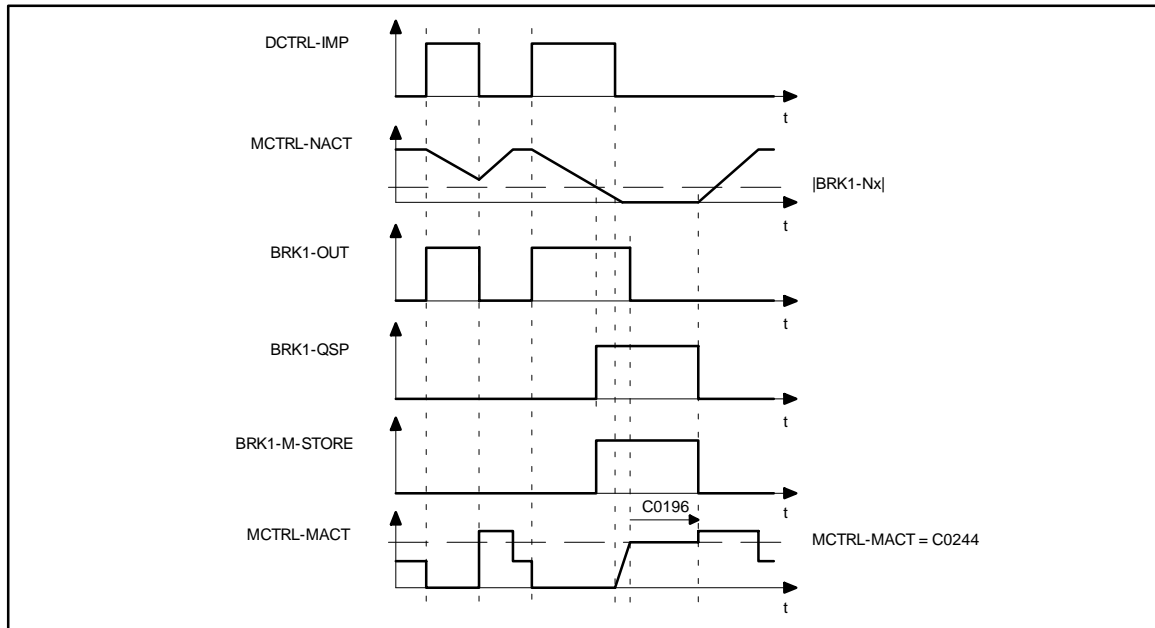 DCTRL-IMP
t
MCTRL-NACT
|BRK1-Nx|
t
BRK1-OUT
t
BRK1-QSP
t
BRK1-M-STORE
t
C0196
MCTRL-MACT
MCTRL-MACT = C0244
t